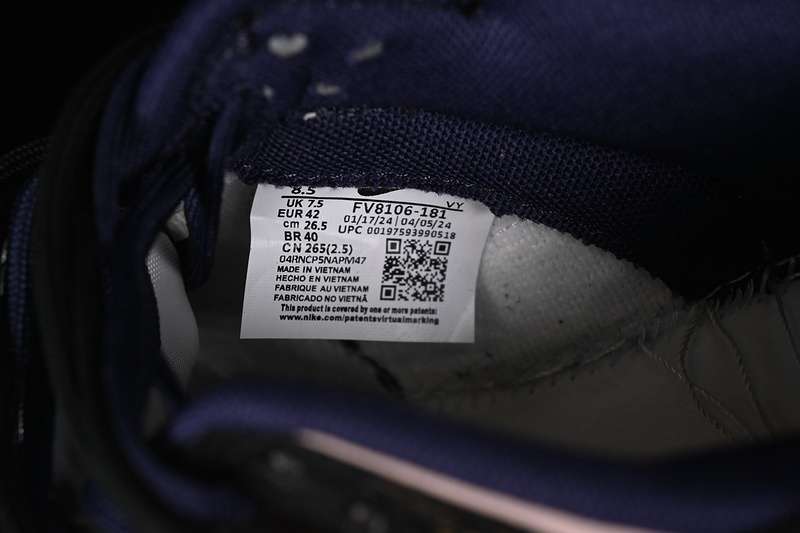 8.5
UK 7.5
EUR 42
cm 26.5
BR 40
CN 265(2.5)
04RNCP5NAPM47
MADE IN VIETNAM
HECHO EN VIETNAM
FABRIQUE AU VIETNAM
FABRICADO NO VIETNÃ
VY
FV8106-181
01/17/24 | 04/05/24
UPC 00197593990518
This product is covered by one or more patents:
www.nike.com/patentsvirtualmarking